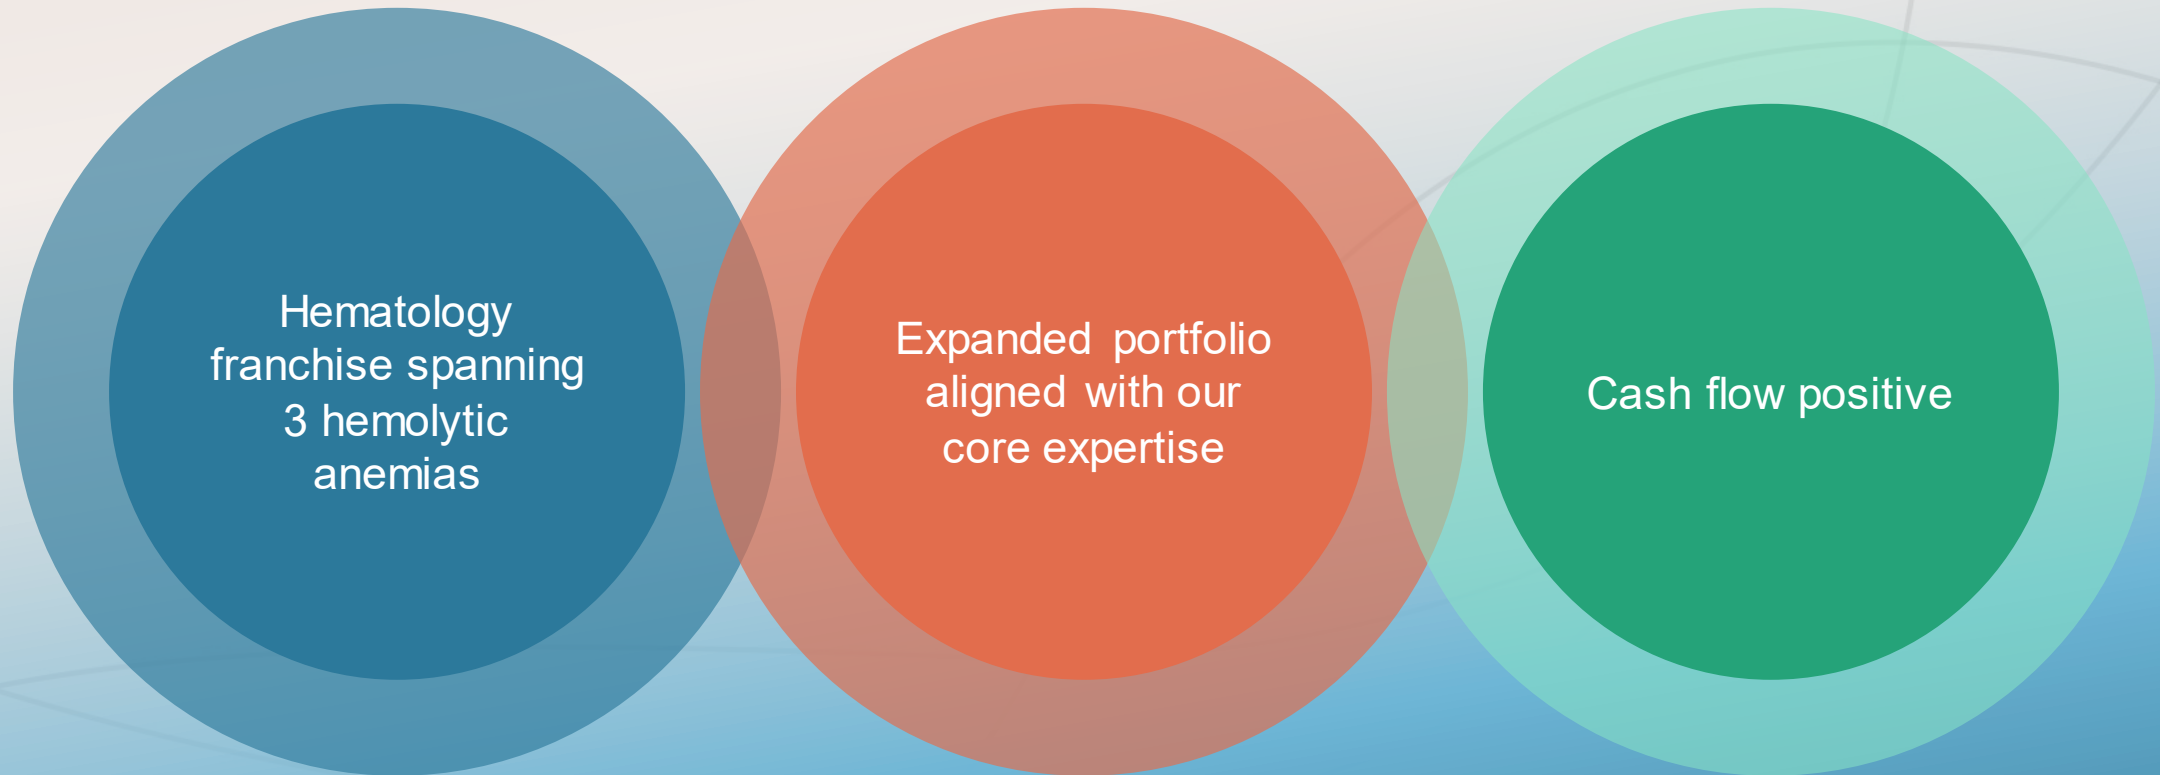 Hematology
franchise spanning
3 hemolytic
anemias
Expanded portfolio
aligned with our
core expertise
Cash flow positive